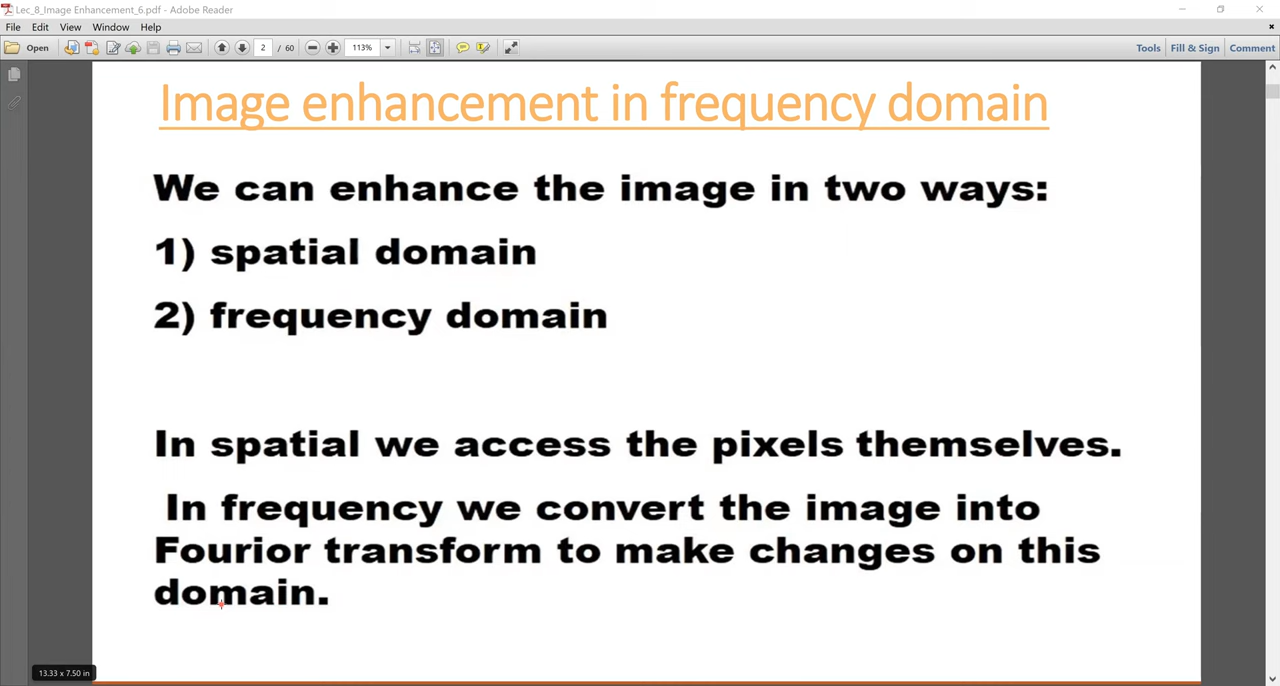 Lec_8_Image Enhancement_6.pdf - Adobe Reader
File Edit View Window Help
Open 2 / 60 113% Tools Fill & Sign Comment
Image enhancement in frequency domain
We can enhance the image in two ways:
1) spatial domain
2) frequency domain
In spatial we access the pixels themselves.
In frequency we convert the image into
Fourior transform to make changes on this
domain.
13.33 x 7.50 in